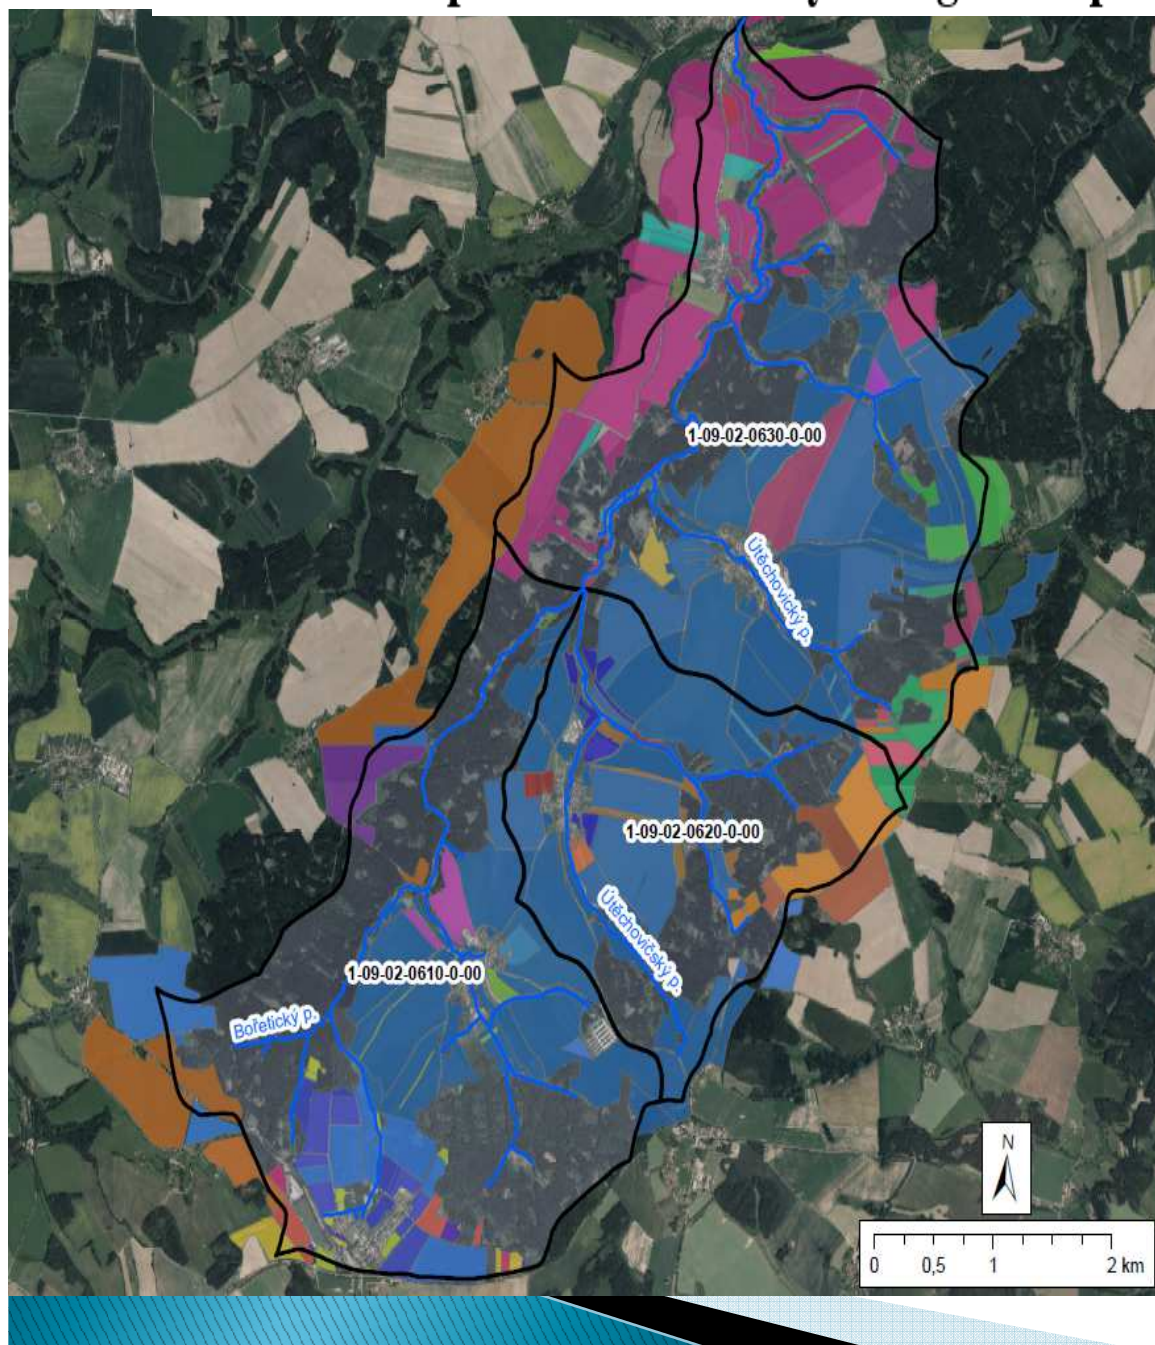 1-09-02-0630-0-00
Útěchovický p.
1-09-02-0620-0-00
Útěchovičský p.
1-09-02-0610-0-00
Bořetický p.
N
0 0,5 1 2 km